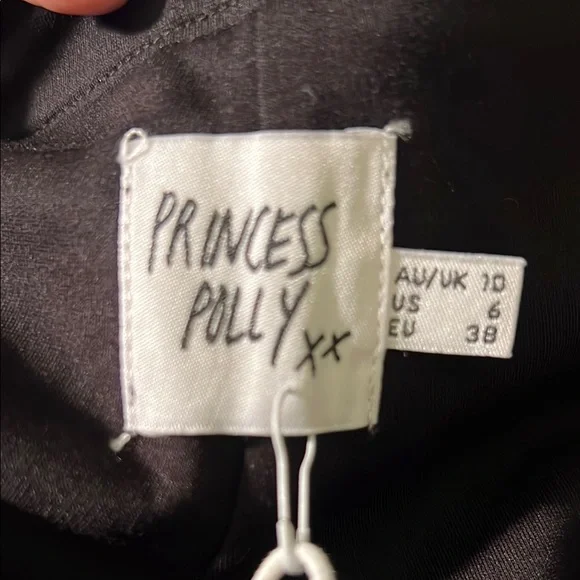 PRINCESS
POLLY xx
AU/UK 10
US 6
EU 38